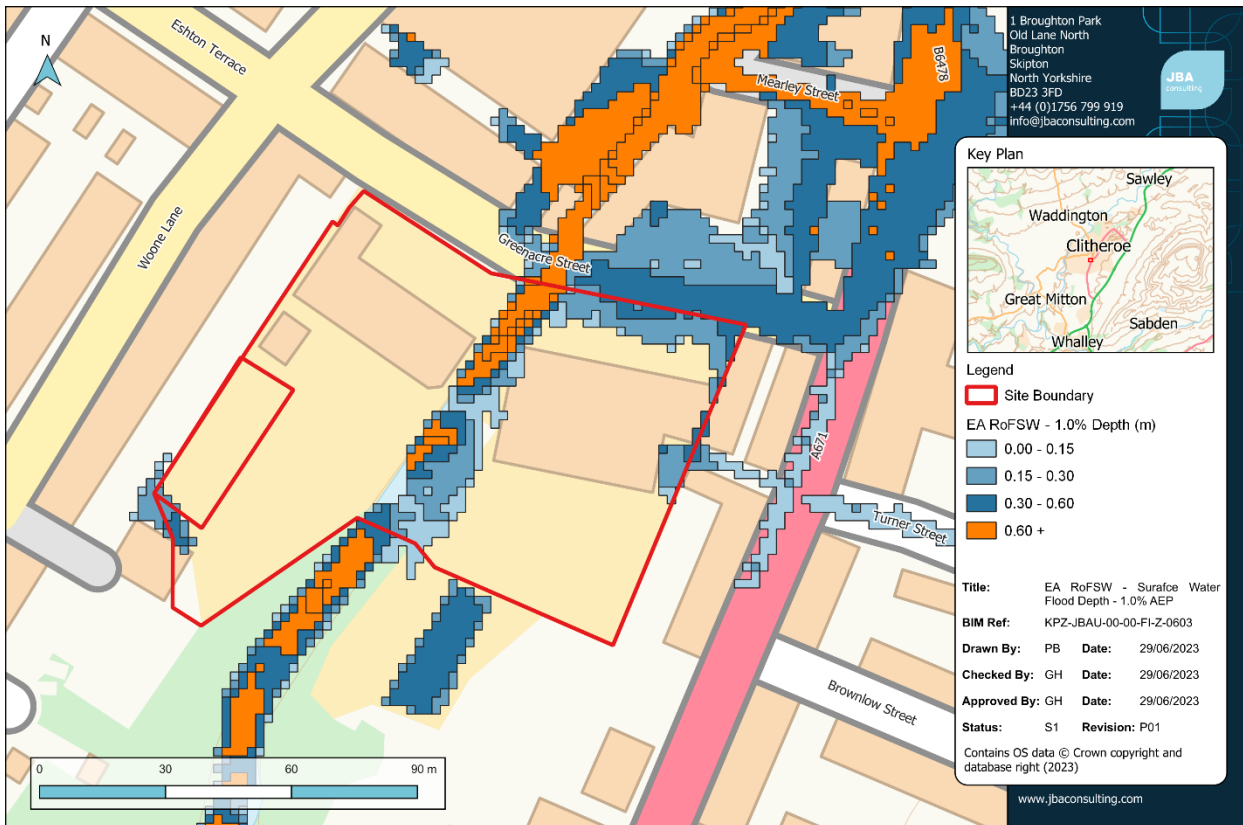 1 Broughton Park
Old Lane North
Broughton
Skipton
North Yorkshire
BD23 3FD
+44 (0)1756 799 919
info@jbaconsulting.com
JBA
consulting
N
Eshton Terrace
Mearley Street
B6478
Woone Lane
Greenacre Street
A671
Turner Street
Brownlow Street
0 30 60 90 m
Key Plan
Sawley
Waddington
Clitheroe
Great Mitton
Sabden
Whalley
Legend
Site Boundary
EA RoFSW - 1.0% Depth (m)
0.00 - 0.15
0.15 - 0.30
0.30 - 0.60
0.60 +
Title: EA RoFSW - Surafce Water
Flood Depth - 1.0% AEP
BIM Ref: KPZ-JBAU-00-00-FI-Z-0603
Drawn By: PB Date: 29/06/2023
Checked By: GH Date: 29/06/2023
Approved By: GH Date: 29/06/2023
Status: S1 Revision: P01
Contains OS data © Crown copyright and
database right (2023)
www.jbaconsulting.com